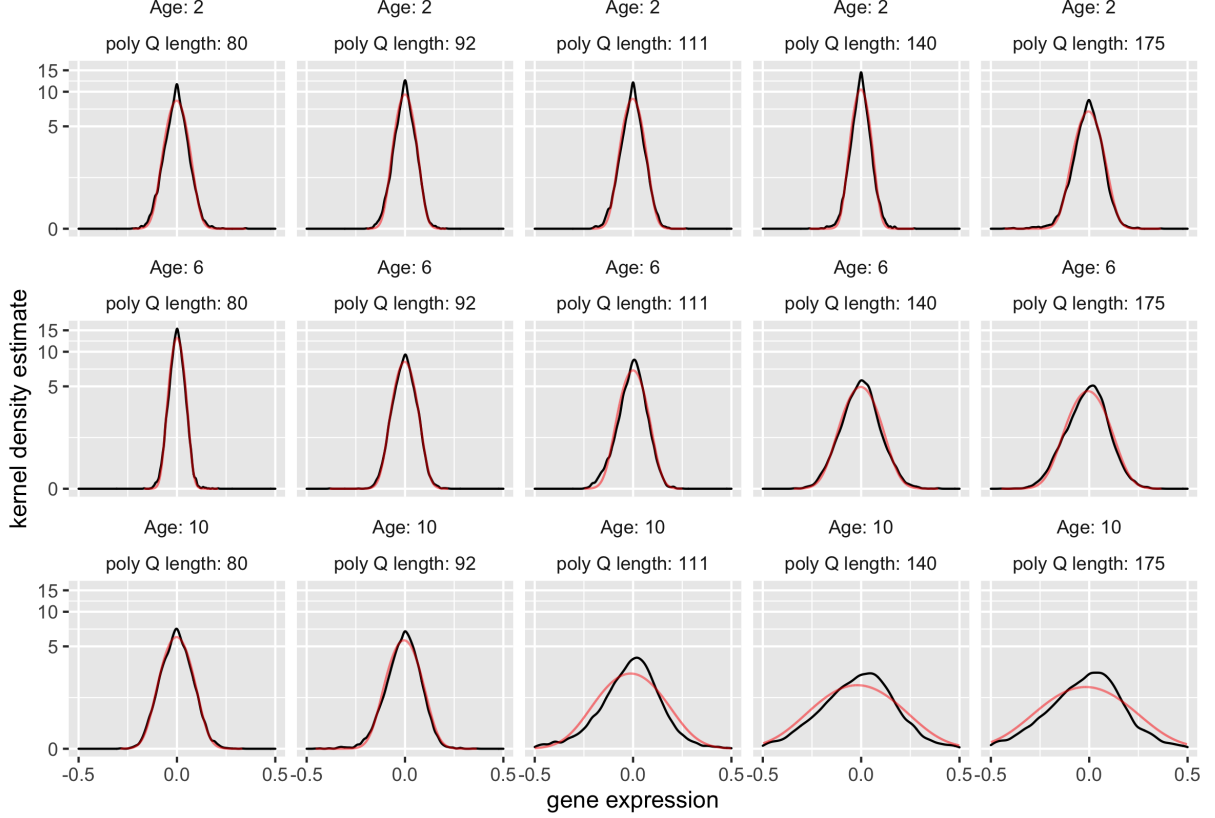 Age: 2 Age: 2 Age: 2 Age: 2 Age: 2
poly Q length: 80 poly Q length: 92 poly Q length: 111 poly Q length: 140 poly Q length: 175
15
10
5
0
Age: 6 Age: 6 Age: 6 Age: 6 Age: 6
poly Q length: 80 poly Q length: 92 poly Q length: 111 poly Q length: 140 poly Q length: 175
15
10
5
0
kernel density estimate
Age: 10 Age: 10 Age: 10 Age: 10 Age: 10
poly Q length: 80 poly Q length: 92 poly Q length: 111 poly Q length: 140 poly Q length: 175
15
10
5
0
-0.5 0.0 0.5 -0.5 0.0 0.5 -0.5 0.0 0.5 -0.5 0.0 0.5 -0.5 0.0 0.5
gene expression